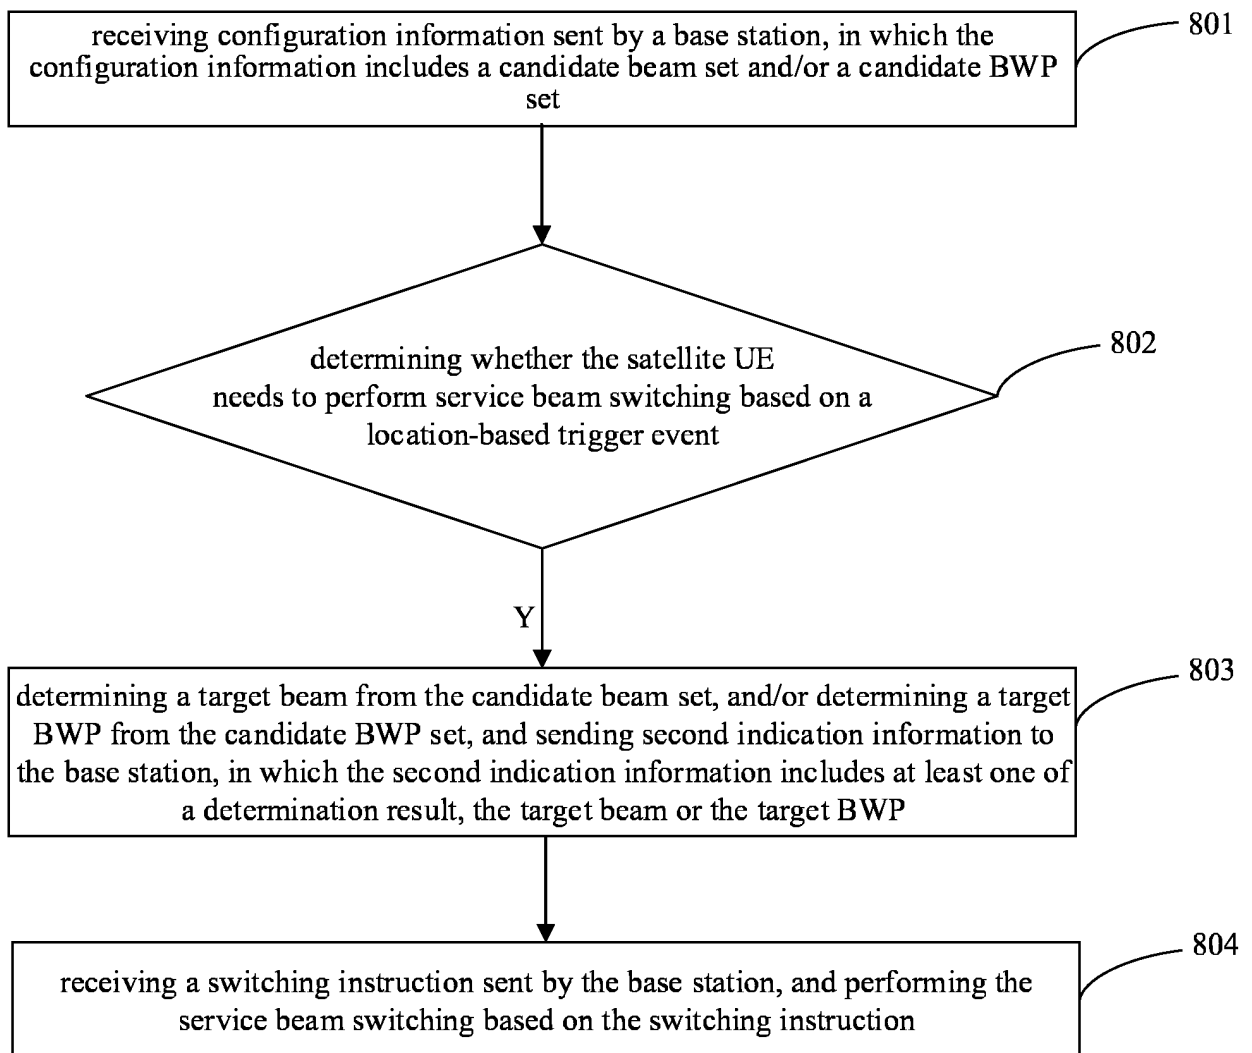 receiving configuration information sent by a base station, in which the
configuration information includes a candidate beam set and/or a candidate BWP
set
801
determining whether the satellite UE
needs to perform service beam switching based on a
location-based trigger event
802
Y
determining a target beam from the candidate beam set, and/or determining a target
BWP from the candidate BWP set, and sending second indication information to
the base station, in which the second indication information includes at least one of
a determination result, the target beam or the target BWP
803
receiving a switching instruction sent by the base station, and performing the
service beam switching based on the switching instruction
804